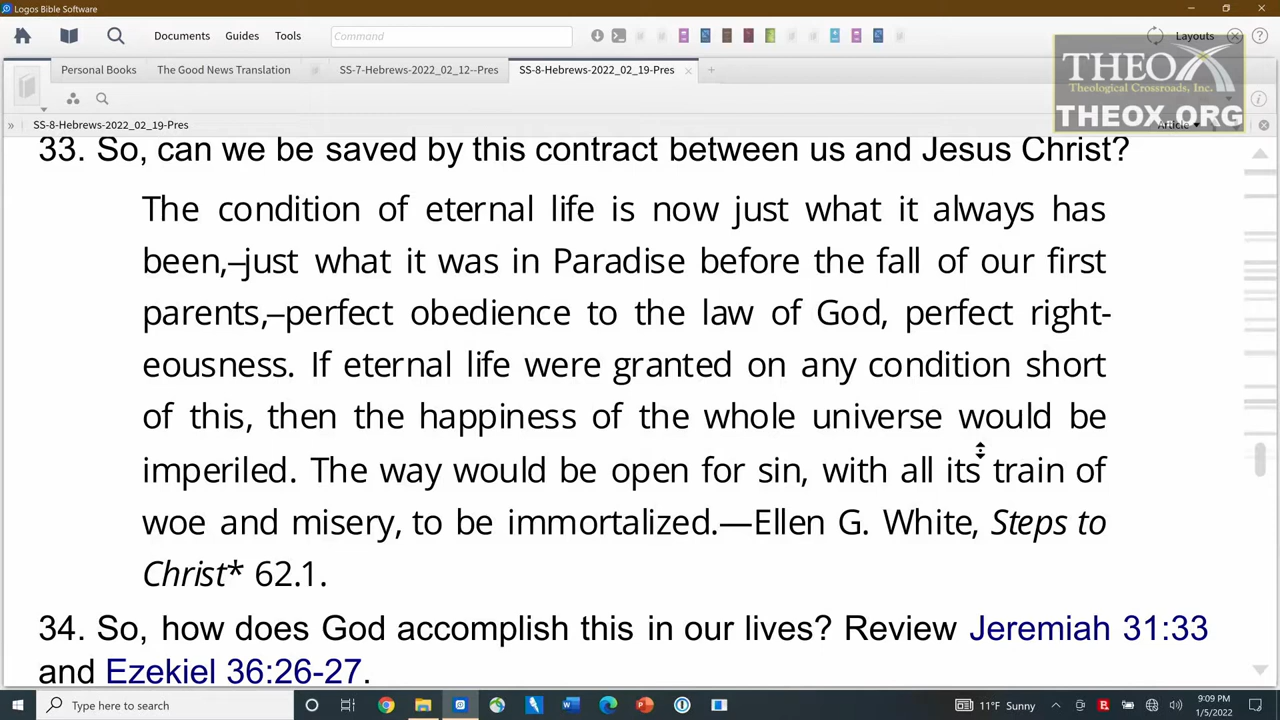 Logos Bible Software
Documents Guides Tools Command Layouts
THEOX
Theological Crossroads, Inc.
THEOX.ORG
Personal Books The Good News Translation SS-7-Hebrews-2022_02_12--Pres SS-8-Hebrews-2022_02_19-Pres
SS-8-Hebrews-2022_02_19-Pres Article
33. So, can we be saved by this contract between us and Jesus Christ?
The condition of eternal life is now just what it always has
been,–just what it was in Paradise before the fall of our first
parents,–perfect obedience to the law of God, perfect right-
eousness. If eternal life were granted on any condition short
of this, then the happiness of the whole universe would be
imperiled. The way would be open for sin, with all its train of
woe and misery, to be immortalized.—Ellen G. White, Steps to
Christ* 62.1.
34. So, how does God accomplish this in our lives? Review Jeremiah 31:33
and Ezekiel 36:26-27.
Type here to search
11°F Sunny
9:09 PM
1/5/2022